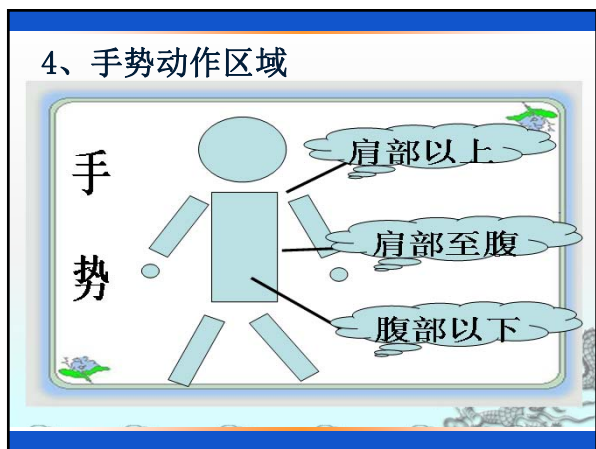 4、手势动作区域
手势
肩部以上
肩部至腹
腹部以下